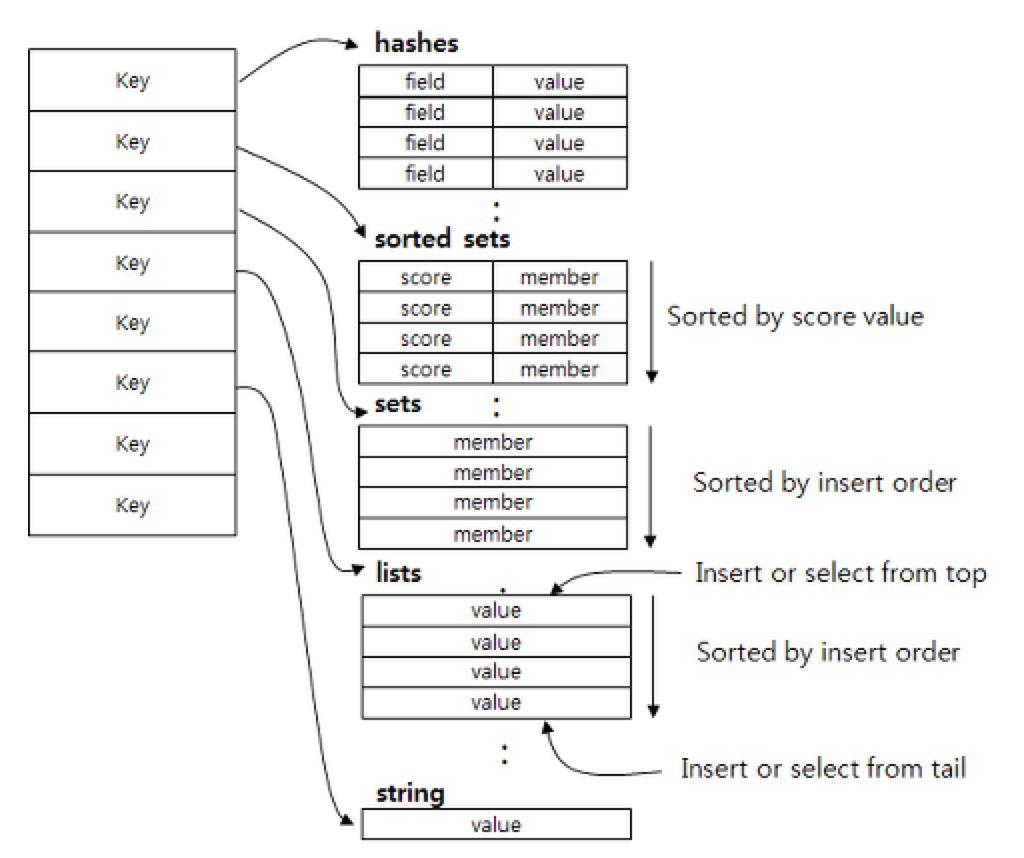 Key
Key
Key
Key
Key
Key
Key
Key
hashes
field value
field value
field value
field value
:
sorted sets
score member
score member
score member
score member
Sorted by score value
:
sets
member
member
member
member
Sorted by insert order
lists
Insert or select from top
value
value
value
value
Sorted by insert order
:
Insert or select from tail
string
value